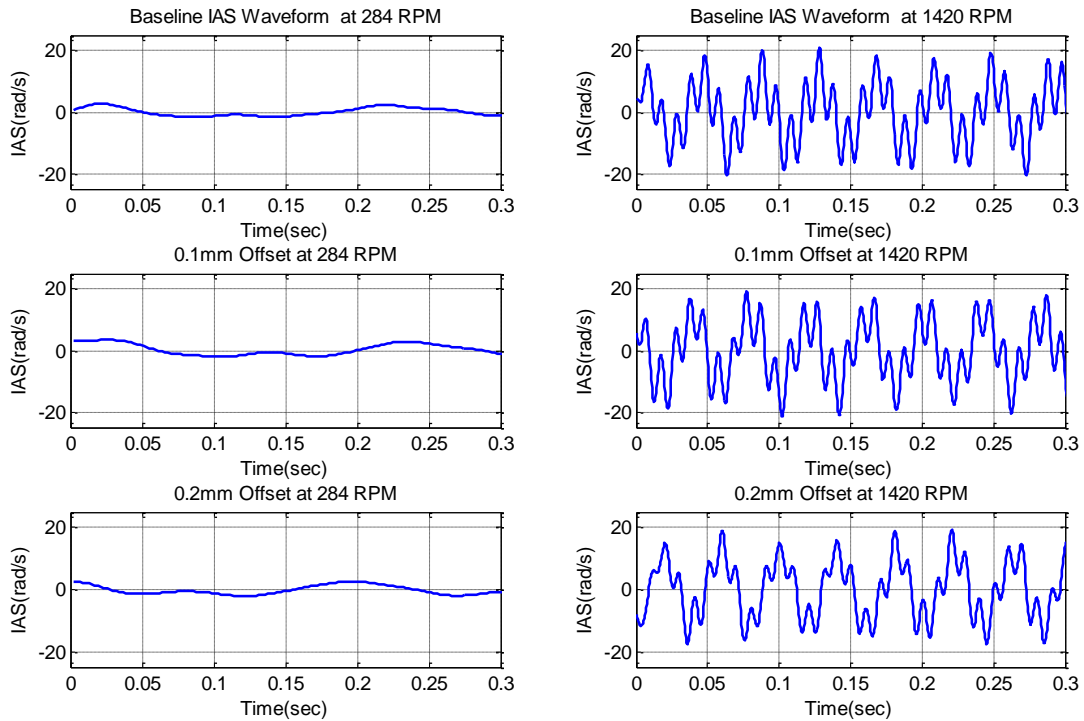 Baseline IAS Waveform  at 284 RPM
IAS(rad/s)
20
0
-20
0 0.05 0.1 0.15 0.2 0.25 0.3
Time(sec)
Baseline IAS Waveform  at 1420 RPM
IAS(rad/s)
20
0
-20
0 0.05 0.1 0.15 0.2 0.25 0.3
Time(sec)
0.1mm Offset at 284 RPM
IAS(rad/s)
20
0
-20
0 0.05 0.1 0.15 0.2 0.25 0.3
Time(sec)
0.1mm Offset at 1420 RPM
IAS(rad/s)
20
0
-20
0 0.05 0.1 0.15 0.2 0.25 0.3
Time(sec)
0.2mm Offset at 284 RPM
IAS(rad/s)
20
0
-20
0 0.05 0.1 0.15 0.2 0.25 0.3
Time(sec)
0.2mm Offset at 1420 RPM
IAS(rad/s)
20
0
-20
0 0.05 0.1 0.15 0.2 0.25 0.3
Time(sec)